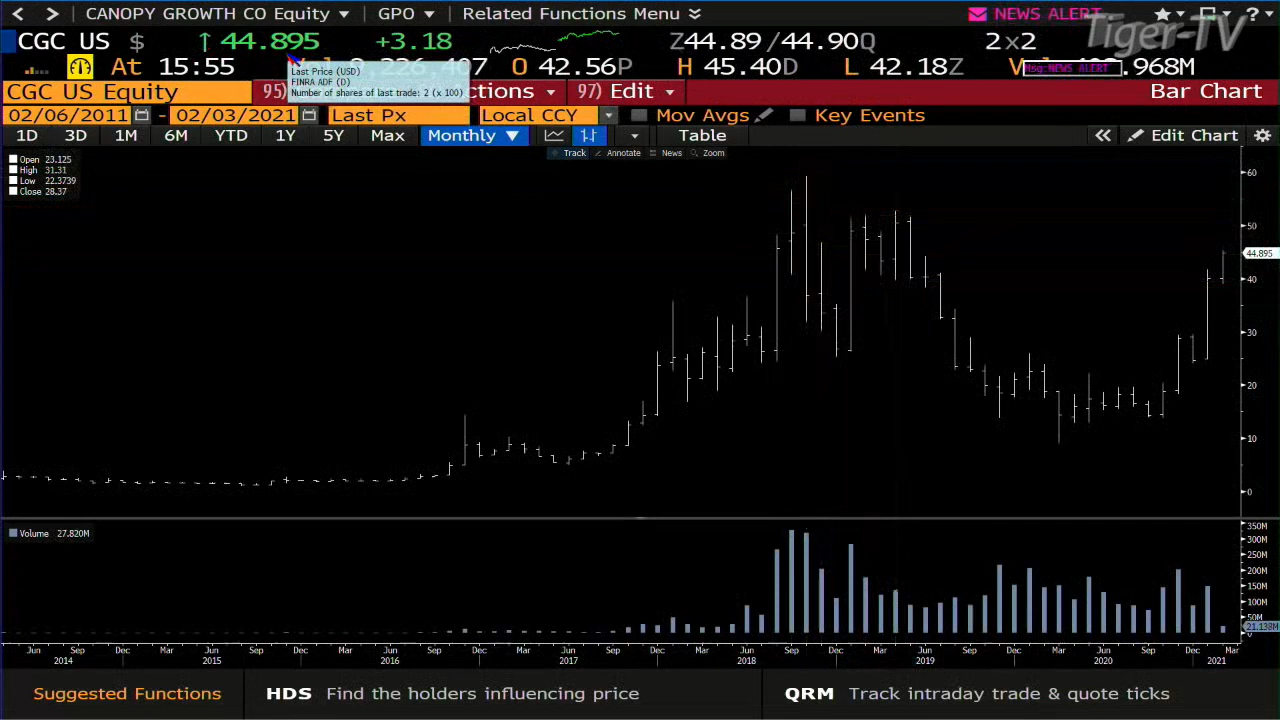 CANOPY GROWTH CO Equity GPO Related Functions Menu NEWS ALERT ?
Tiger-TV
CGC US $ ↑ 44.895 +3.18 Z44.89/44.90Q 2×2
At 15:55 O 42.56P H 45.40D L 42.18Z
Msg:NEWS ALERT
Last Price (USD)
FINRA ADF (D)
Number of shares of last trade: 2 (x 100)
CGC US Equity 95) 97) Edit Bar Chart
02/06/2011 - 02/03/2021 Last Px Local CCY Mov Avgs Key Events
1D 3D 1M 6M YTD 1Y 5Y Max Monthly ▼ Table « Edit Chart
Track Annotate News Zoom
Open 23.125
High 31.31
Low 22.3739
Close 28.37
60
50
44.895
40
30
20
10
0
Volume 27.820M
350M
300M
250M
200M
150M
100M
50M
21.138M
0
Jun Sep Dec Mar Jun Sep Dec Mar Jun Sep Dec Mar Jun Sep Dec Mar Jun Sep Dec Mar Jun Sep Dec Mar Jun Sep Dec Mar
2014 2015 2016 2017 2018 2019 2020 2021
Suggested Functions HDS Find the holders influencing price QRM Track intraday trade & quote ticks